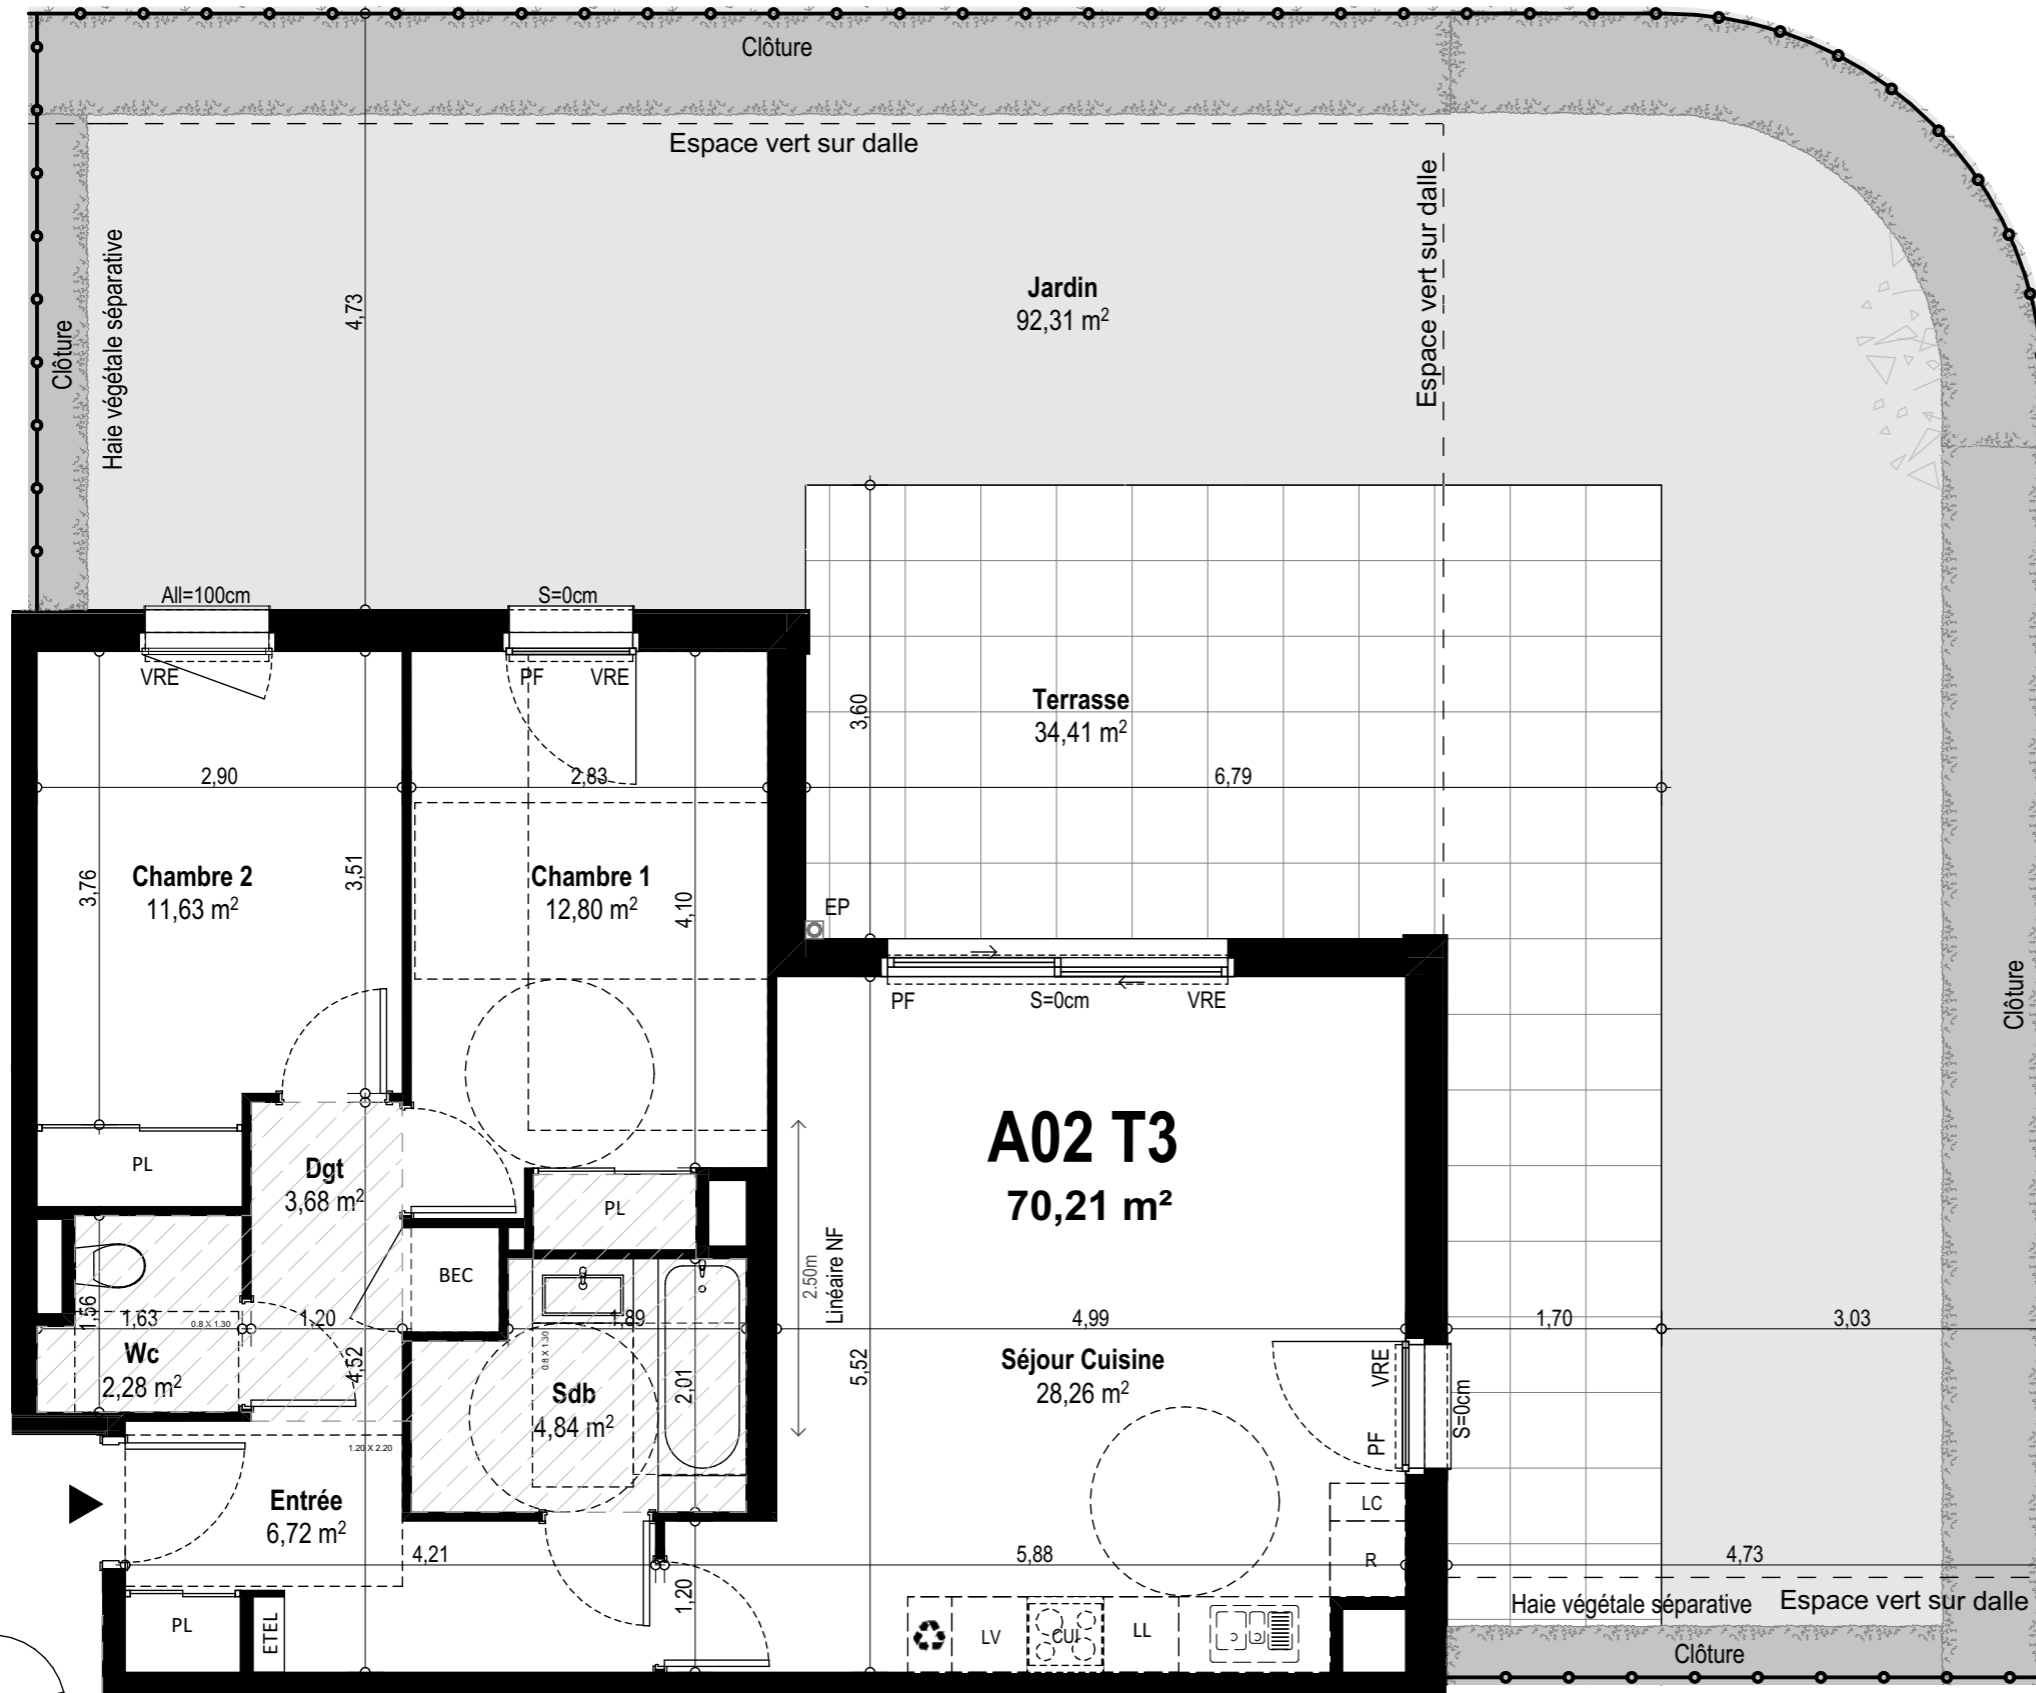 Clôture
Espace vert sur dalle
Clôture
Haie végétale séparative
4,73
Jardin
92,31 m²
Espace vert sur dalle
All=100cm
S=0cm
VRE
PF
VRE
Terrasse
34,41 m²
3,60
2,90
2,83
6,79
Chambre 2
11,63 m²
3,76
3,51
Chambre 1
12,80 m²
4,10
EP
PF
S=0cm
VRE
Clôture
A02 T3
70,21 m²
PL
Dgt
3,68 m²
PL
BEC
2.50m
Linéaire NF
1,56
1,63
0.8 X 1.30
1,20
1,89
4,99
1,70
3,03
Wc
2,28 m²
4,52
0.8 X 1.30
Sdb
4,84 m²
2,01
5,52
Séjour Cuisine
28,26 m²
VRE
PF
S=0cm
1.20 X 2.20
Entrée
6,72 m²
LC
R
4,21
5,88
4,73
1,20
PL
ETEL
LV
CUI
LL
Haie végétale séparative
Espace vert sur dalle
Clôture